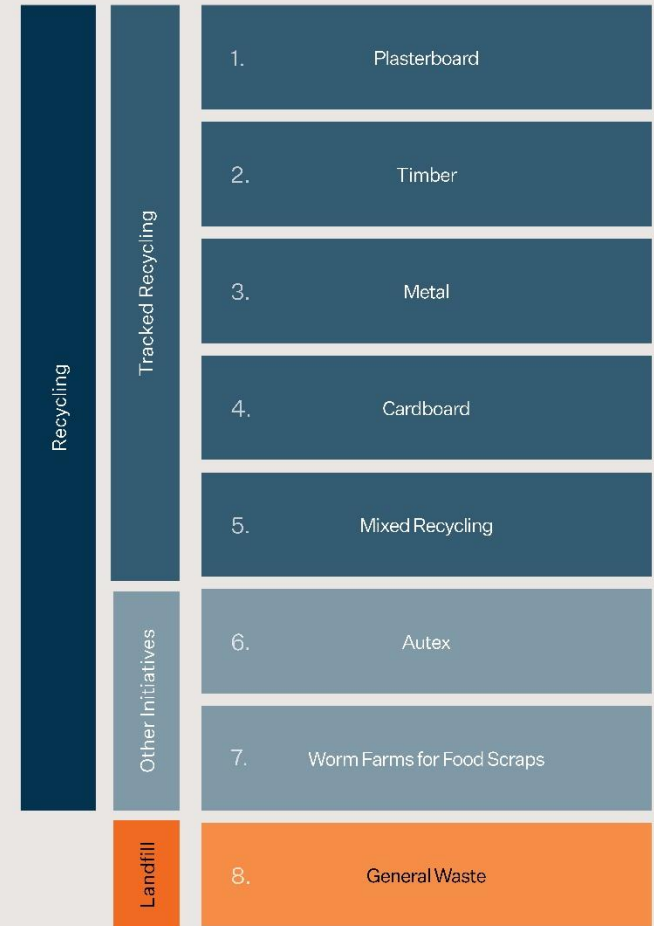 Recycling
Tracked Recycling
1. Plasterboard
2. Timber
3. Metal
4. Cardboard
5. Mixed Recycling
Other Initiatives
6. Autex
7. Worm Farms for Food Scraps
Landfill
8. General Waste